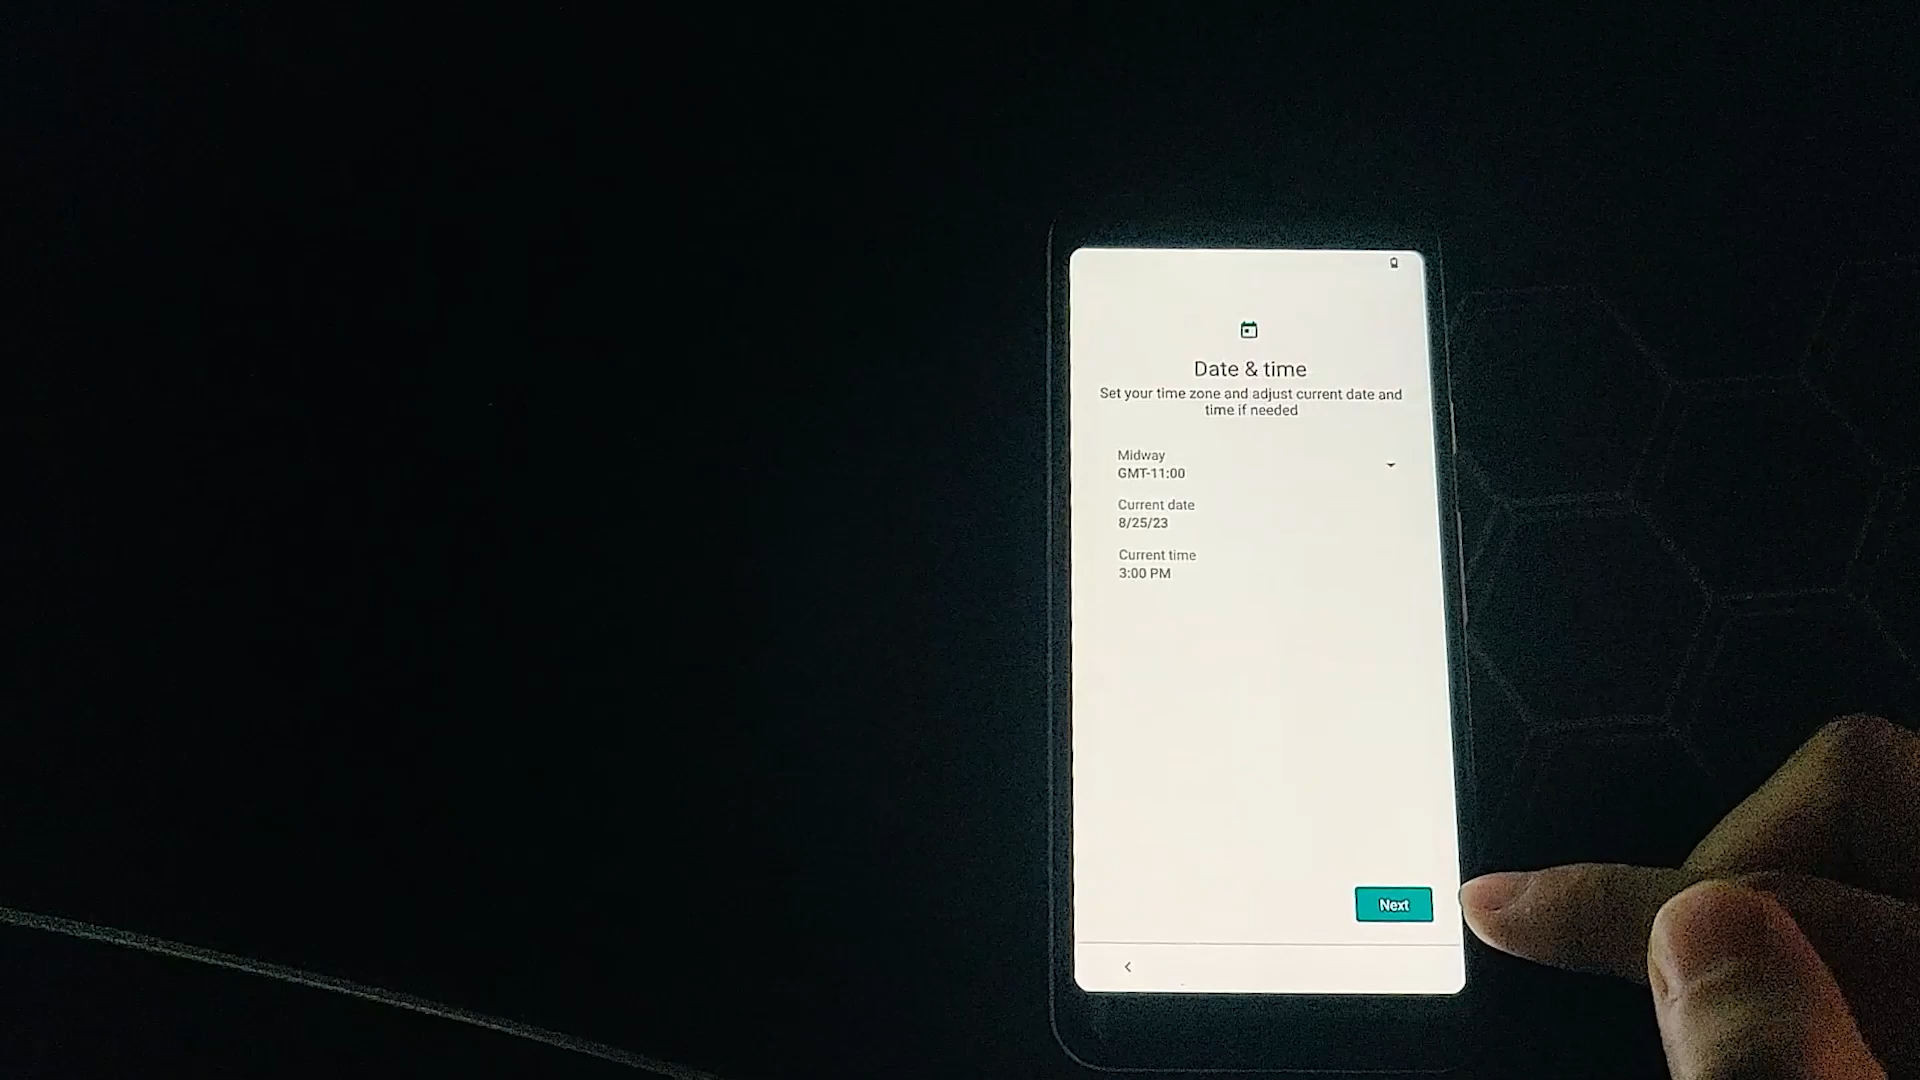 Date & time
Set your time zone and adjust current date and
time if needed
Midway
GMT-11:00
Current date
8/25/23
Current time
3:00 PM
Next